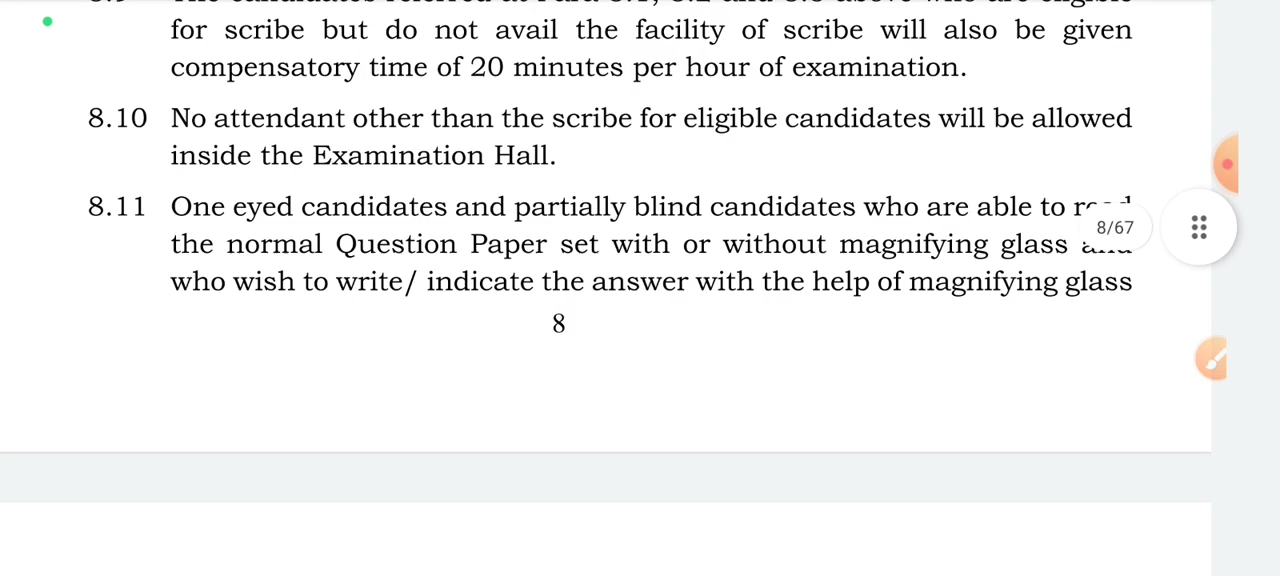 for scribe but do not avail the facility of scribe will also be given
compensatory time of 20 minutes per hour of examination.
8.10 No attendant other than the scribe for eligible candidates will be allowed
inside the Examination Hall.
8.11 One eyed candidates and partially blind candidates who are able to
8/67
the normal Question Paper set with or without magnifying glass
who wish to write/ indicate the answer with the help of magnifying glass
8